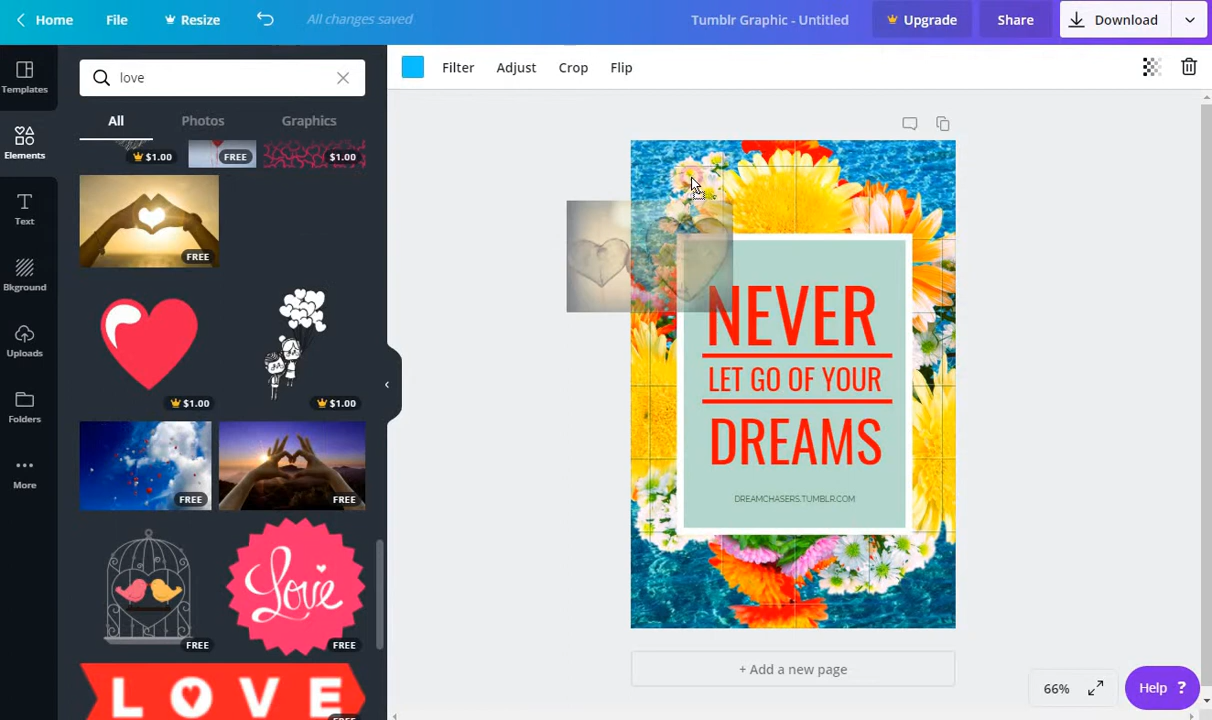 Home File Resize All changes saved Tumblr Graphic - Untitled Upgrade Share Download
Templates
Elements
Text
Bkground
Uploads
Folders
More
love
All Photos Graphics
$1.00 FREE $1.00
FREE
$1.00 $1.00
FREE FREE
Love
FREE FREE
LOVE
Filter Adjust Crop Flip
NEVER
LET GO OF YOUR
DREAMS
DREAMCHASERS.TUMBLR.COM
+ Add a new page
66% Help ?